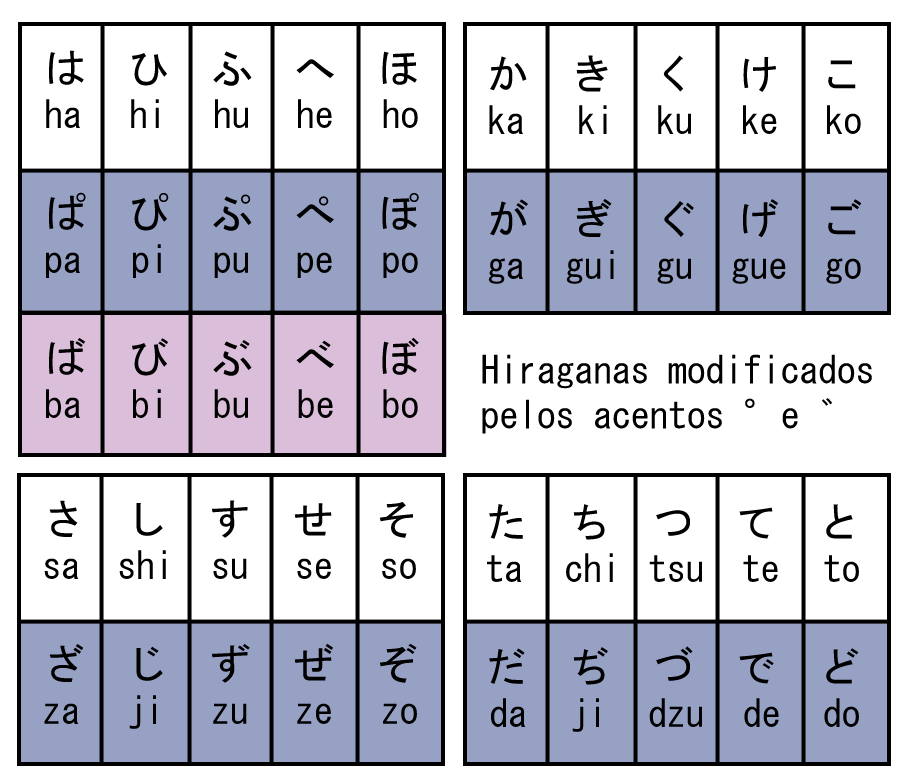 は ひ ふ へ ほ
ha hi hu he ho
ぱ ぴ ぷ ぺ ぽ
pa pi pu pe po
ば び ぶ べ ぼ
ba bi bu be bo
か き く け こ
ka ki ku ke ko
が ぎ ぐ げ ご
ga gui gu gue go
Hiraganas modificados
pelos acentos ° e ゛
さ し す せ そ
sa shi su se so
ざ じ ず ぜ ぞ
za ji zu ze zo
た ち つ て と
ta chi tsu te to
だ ぢ づ で ど
da ji dzu de do